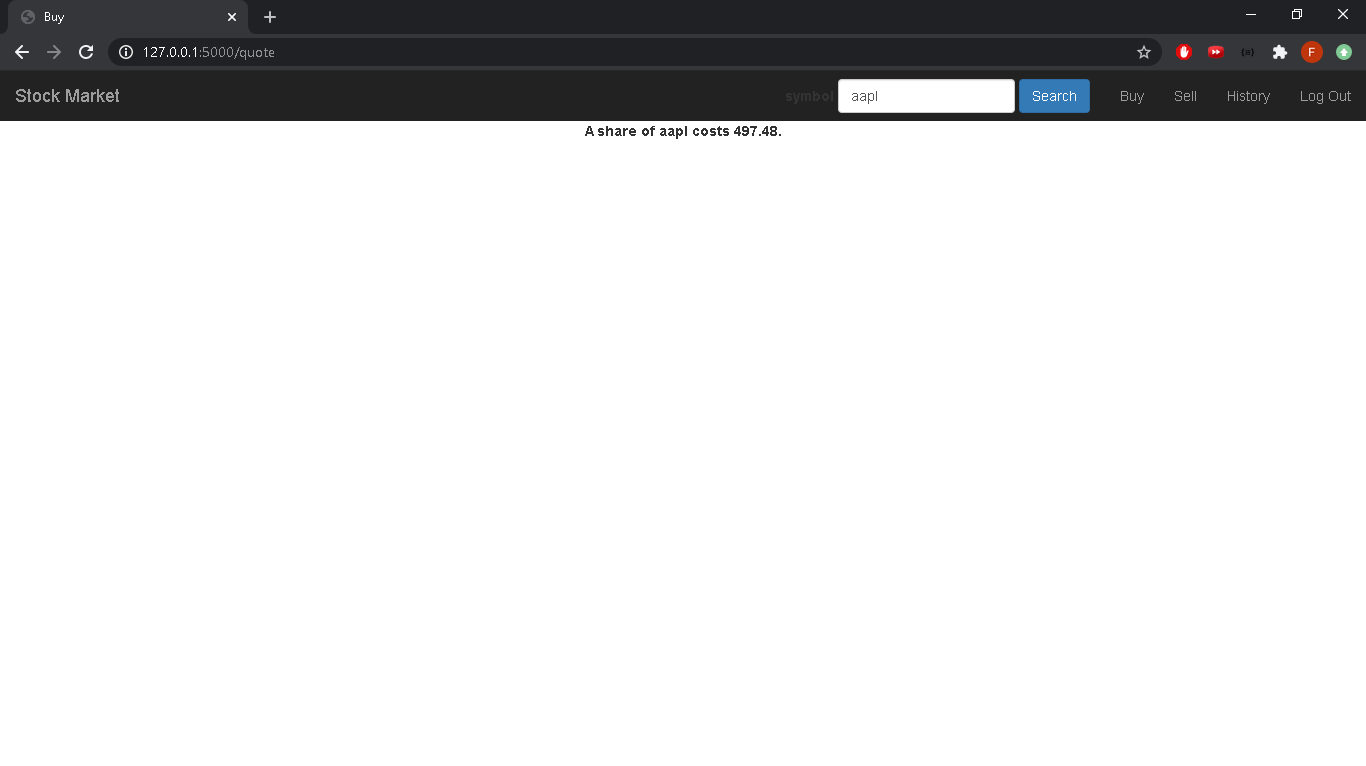 Buy
127.0.0.1:5000/quote
F
Stock Market symbol aapl Search Buy Sell History Log Out
A share of aapl costs 497.48.